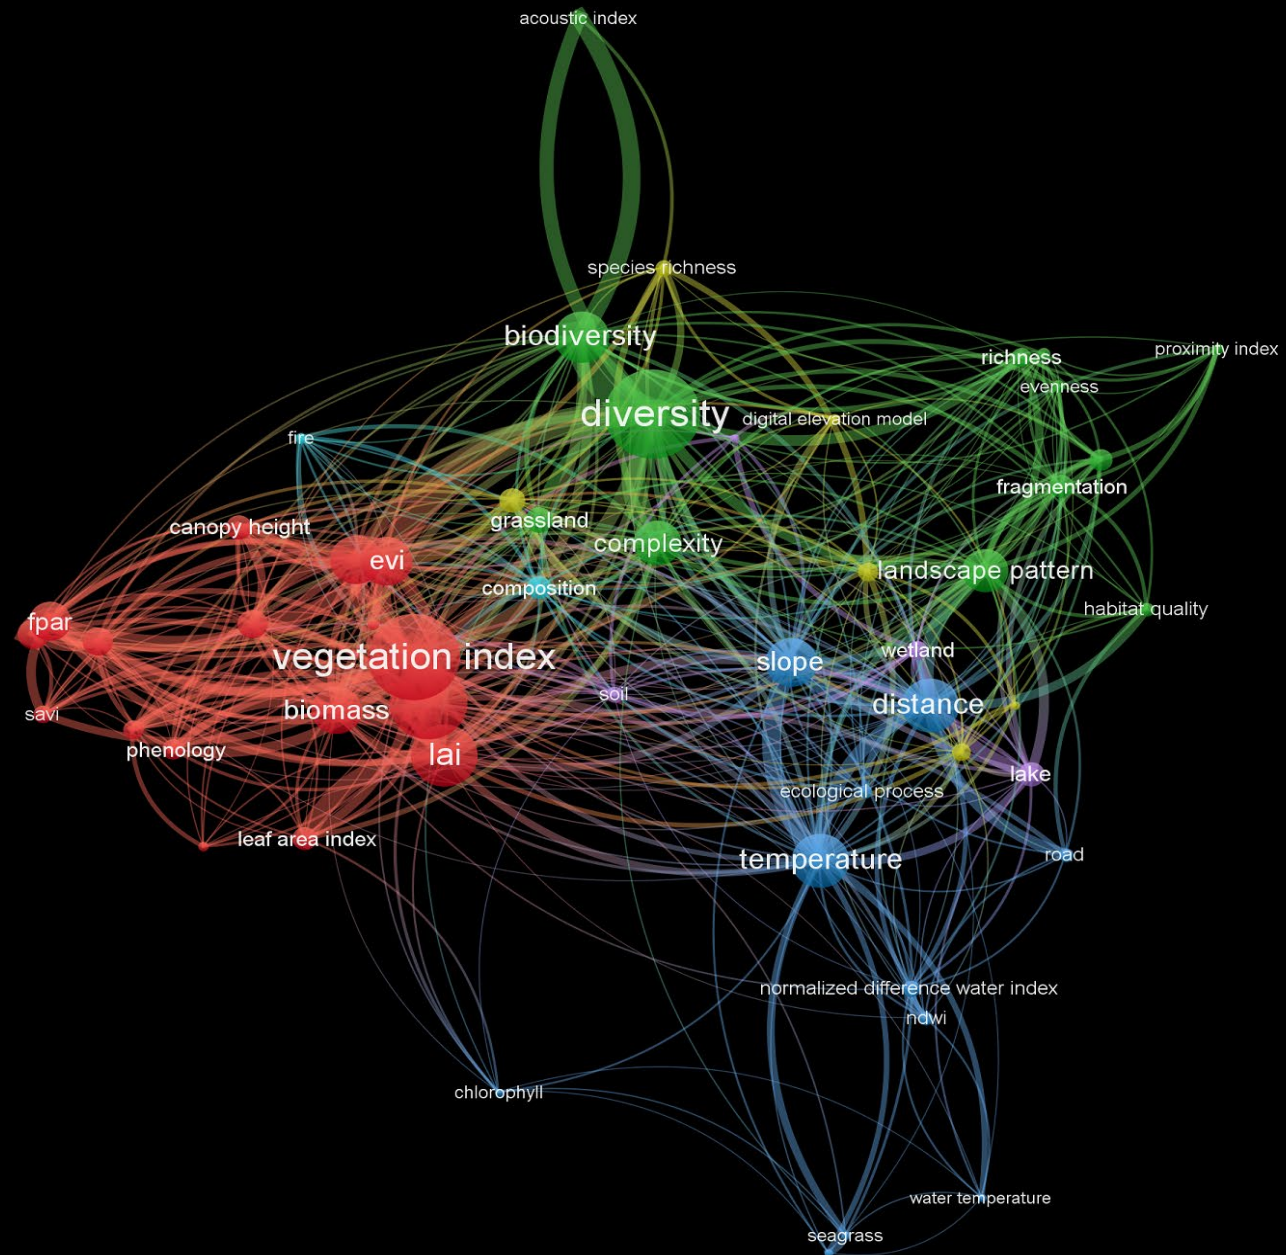 acoustic index
species richness
biodiversity
richness
proximity index
evenness
diversity
digital elevation model
fire
fragmentation
grassland
canopy height
complexity
evi
landscape pattern
composition
habitat quality
fpar
wetland
vegetation index
slope
soil
distance
biomass
savi
phenology
lai
lake
ecological process
leaf area index
temperature
road
normalized difference water index
ndwi
chlorophyll
water temperature
seagrass